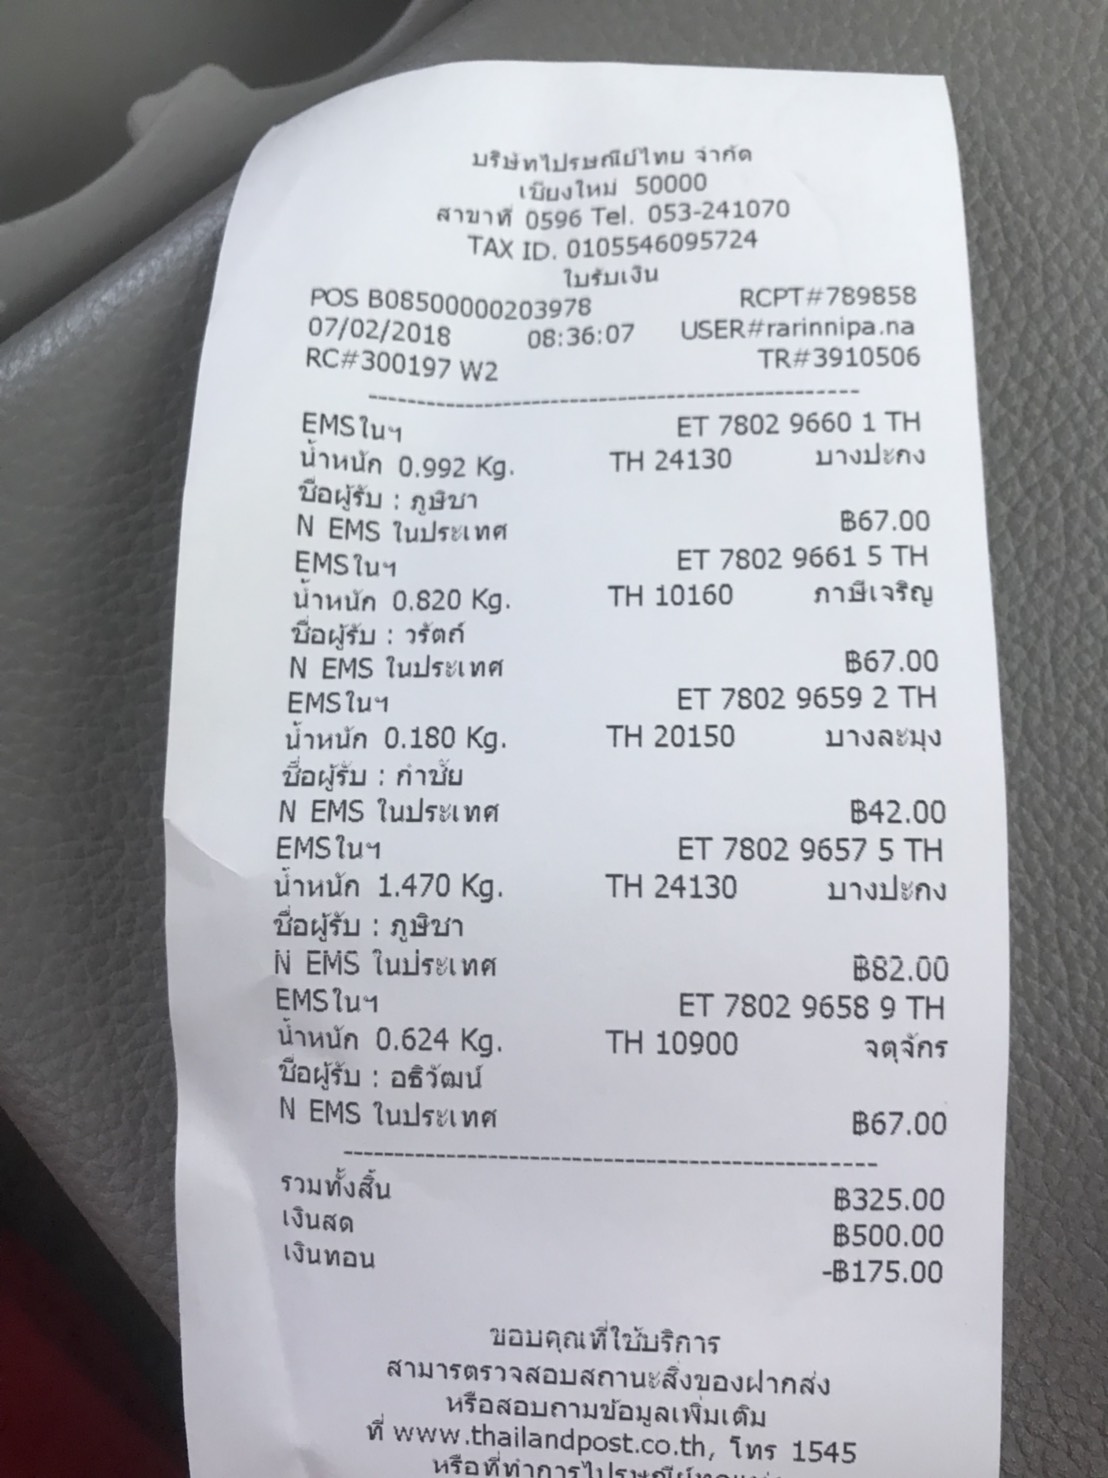 บริษัทไปรษณีย์ไทย จำกัด
เชียงใหม่ 50000
สาขาที่ 0596 Tel. 053-241070
TAX ID. 0105546095724
ใบรับเงิน
POS B08500000203978 RCPT#789858
07/02/2018 08:36:07 USER#rarinnipa.na
RC#300197 W2 TR#3910506
EMSในฯ ET 7802 9660 1 TH
น้ำหนัก 0.992 Kg. TH 24130 บางปะกง
ชื่อผู้รับ : ภูษิชา
N EMS ในประเทศ ฿67.00
EMSในฯ ET 7802 9661 5 TH
น้ำหนัก 0.820 Kg. TH 10160 ภาษีเจริญ
ชื่อผู้รับ : วรัตถ์
N EMS ในประเทศ ฿67.00
EMSในฯ ET 7802 9659 2 TH
น้ำหนัก 0.180 Kg. TH 20150 บางละมุง
ชื่อผู้รับ : กำชัย
N EMS ในประเทศ ฿42.00
EMSในฯ ET 7802 9657 5 TH
น้ำหนัก 1.470 Kg. TH 24130 บางปะกง
ชื่อผู้รับ : ภูษิชา
N EMS ในประเทศ ฿82.00
EMSในฯ ET 7802 9658 9 TH
น้ำหนัก 0.624 Kg. TH 10900 จตุจักร
ชื่อผู้รับ : อธิวัฒน์
N EMS ในประเทศ ฿67.00
รวมทั้งสิ้น ฿325.00
เงินสด ฿500.00
เงินทอน -฿175.00
ขอบคุณที่ใช้บริการ
สามารตรวจสอบสถานะสิ่งของฝากส่ง
หรือสอบถามข้อมูลเพิ่มเติม
ที่ www.thailandpost.co.th, โทร 1545
หรือที่ทำการไปรษณีย์